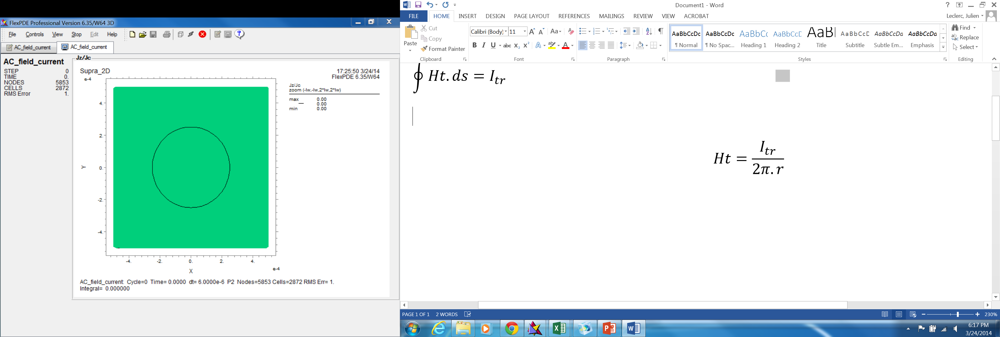 FlexPDE Professional Version 6.35/W64 3D
File Controls View Stop Edit Help
AC_field_current AC_field_current
AC_field_current
STEP 0
TIME 0.
NODES 5853
CELLS 2872
RMS Error 1.
Jz/Jc
Supra_2D
17:25:50 3/24/14
FlexPDE 6.35/W64
e-4
Jz/Jc
zoom (-lw,-lw,2*lw,2*lw)
max 0.00
0.00
min 0.00
4.
2.
0.
-2.
-4.
Y
-4. -2. 0. 2. 4.
X
e-4
AC_field_current: Cycle=0 Time= 0.0000 dt= 6.0000e-6 P2 Nodes=5853 Cells=2872 RMS Err= 1.
Integral= 0.000000
Document1 - Word
FILE HOME INSERT DESIGN PAGE LAYOUT REFERENCES MAILINGS REVIEW VIEW ACROBAT
Leclerc, Julien
Paste
Cut
Copy
Format Painter
Clipboard
Calibri (Body) 11
Font
Paragraph
AaBbCcDc AaBbCcDc AaBbCc AaBbCcD AaB AaBbCcD AaBbCcDa AaBbCcDa
¶ Normal ¶ No Spac... Heading 1 Heading 2 Title Subtitle Subtle Em... Emphasis
Styles
Find
Replace
Select
Editing
∮ Ht. ds = I_tr
Ht = I_tr / 2π. r
PAGE 1 OF 1 2 WORDS
230%
6:17 PM
3/24/2014